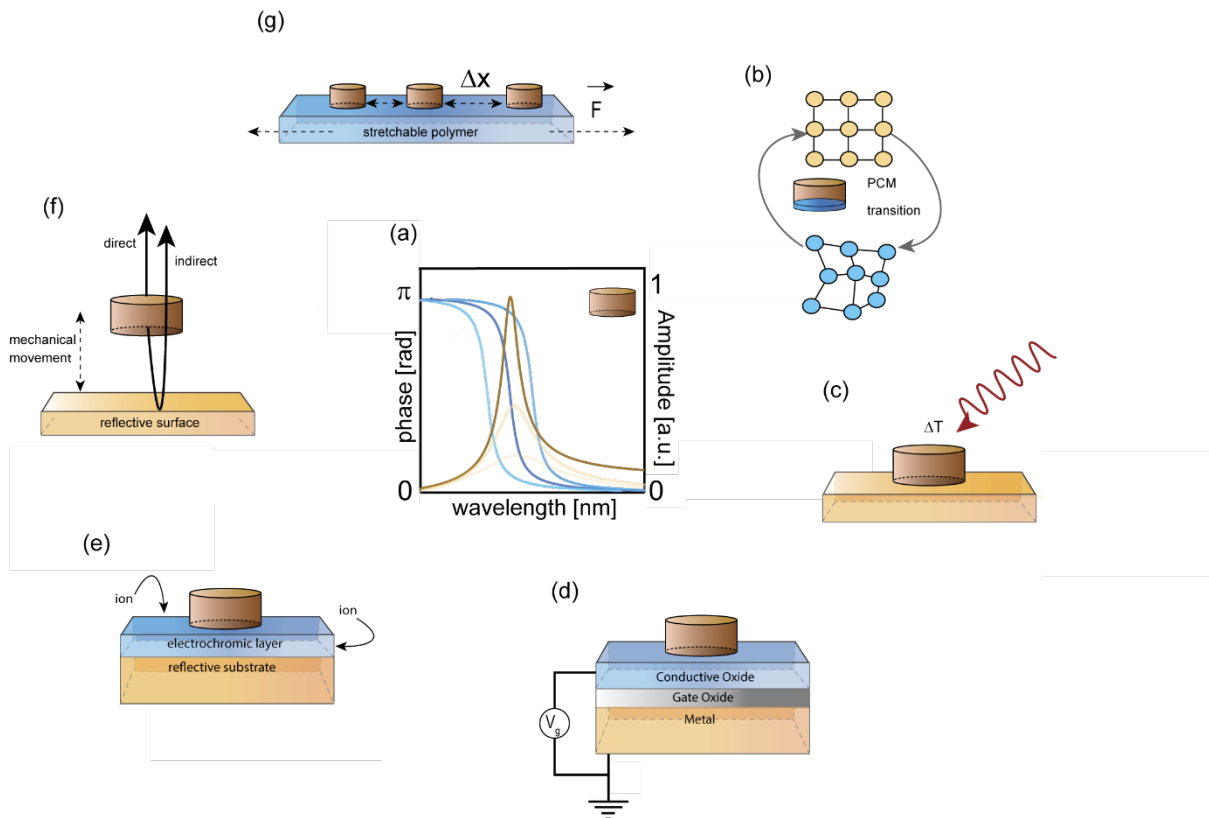 (g)
Δx
F
stretchable polymer
(b)
PCM
transition
(f)
direct
indirect
mechanical
movement
reflective surface
(a)
π
1
phase [rad]
Amplitude [a.u.]
0
0
wavelength [nm]
(c)
ΔT
(e)
ion
ion
electrochromic layer
reflective substrate
(d)
Conductive Oxide
Gate Oxide
Metal
Vg